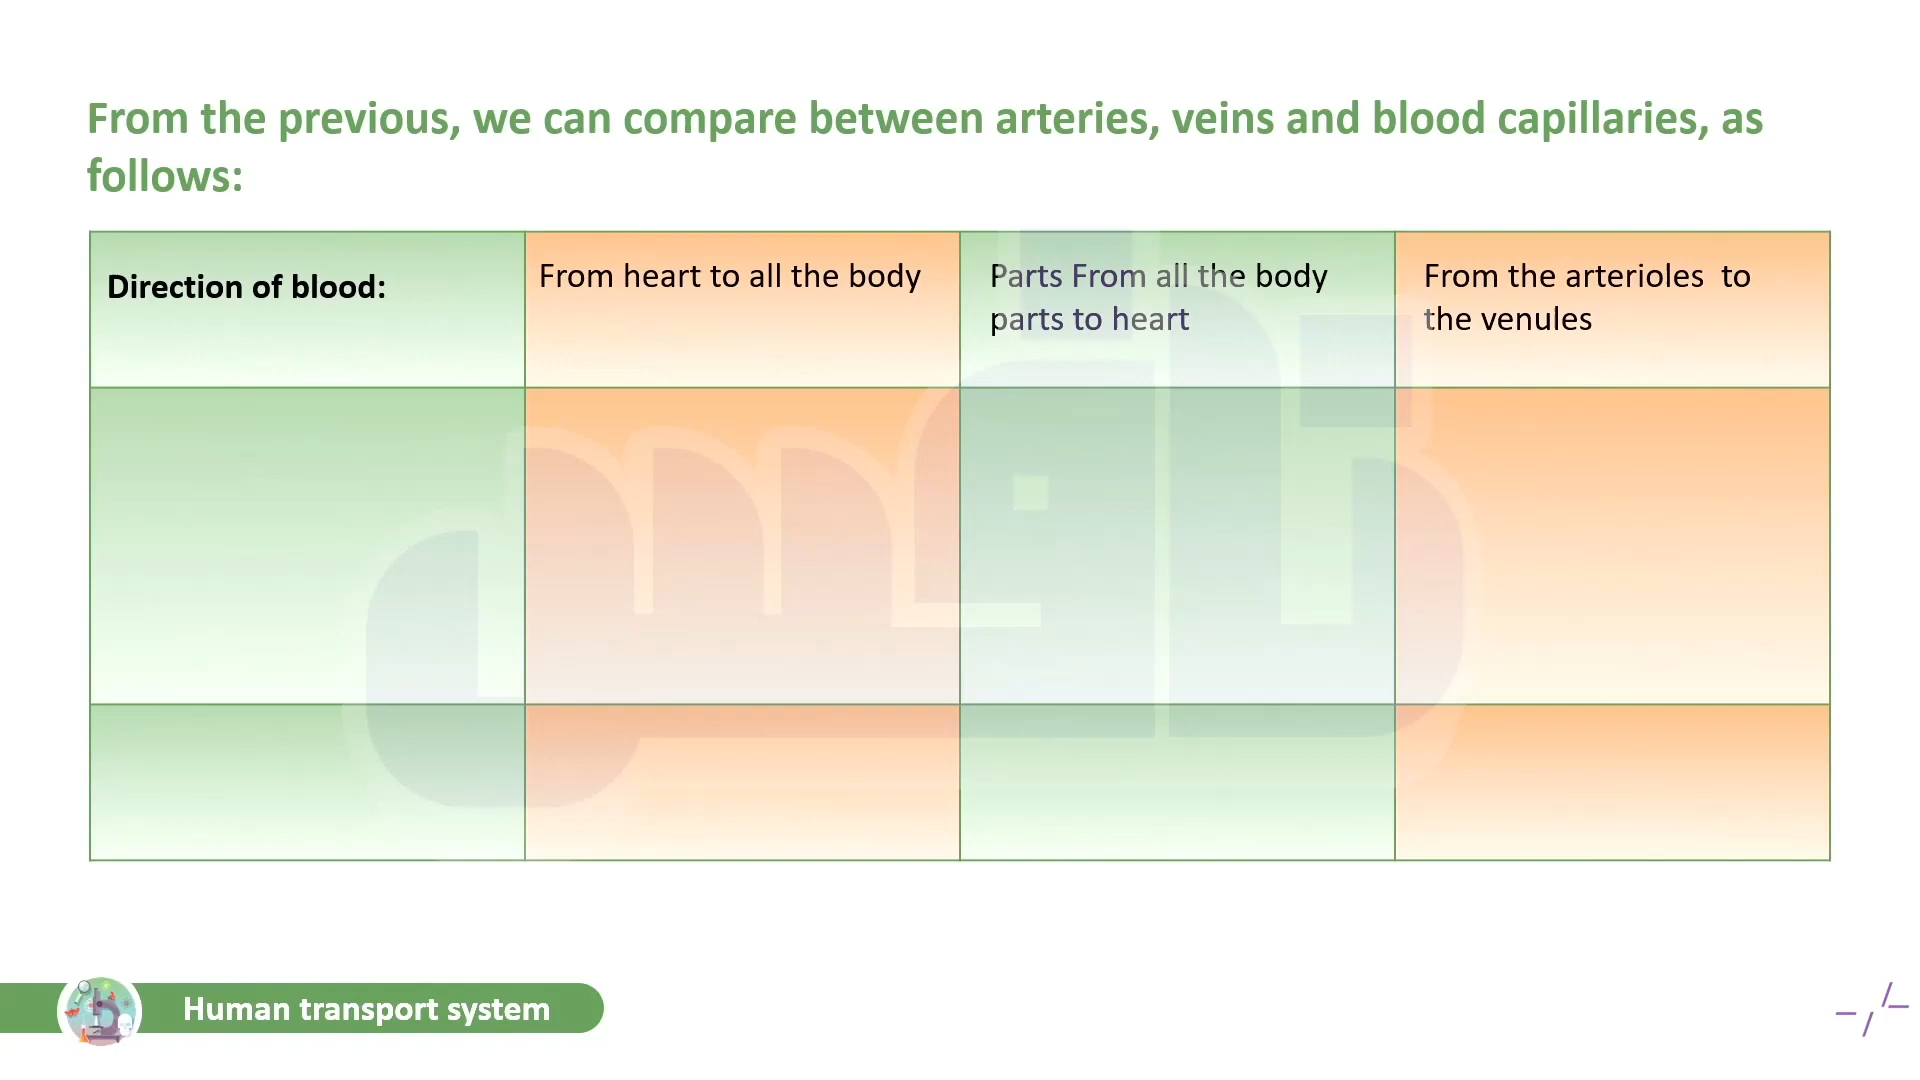 From the previous, we can compare between arteries, veins and blood capillaries, as
follows:
Direction of blood:
From heart to all the body
Parts From all the body
parts to heart
From the arterioles to
the venules
نافس
Human transport system